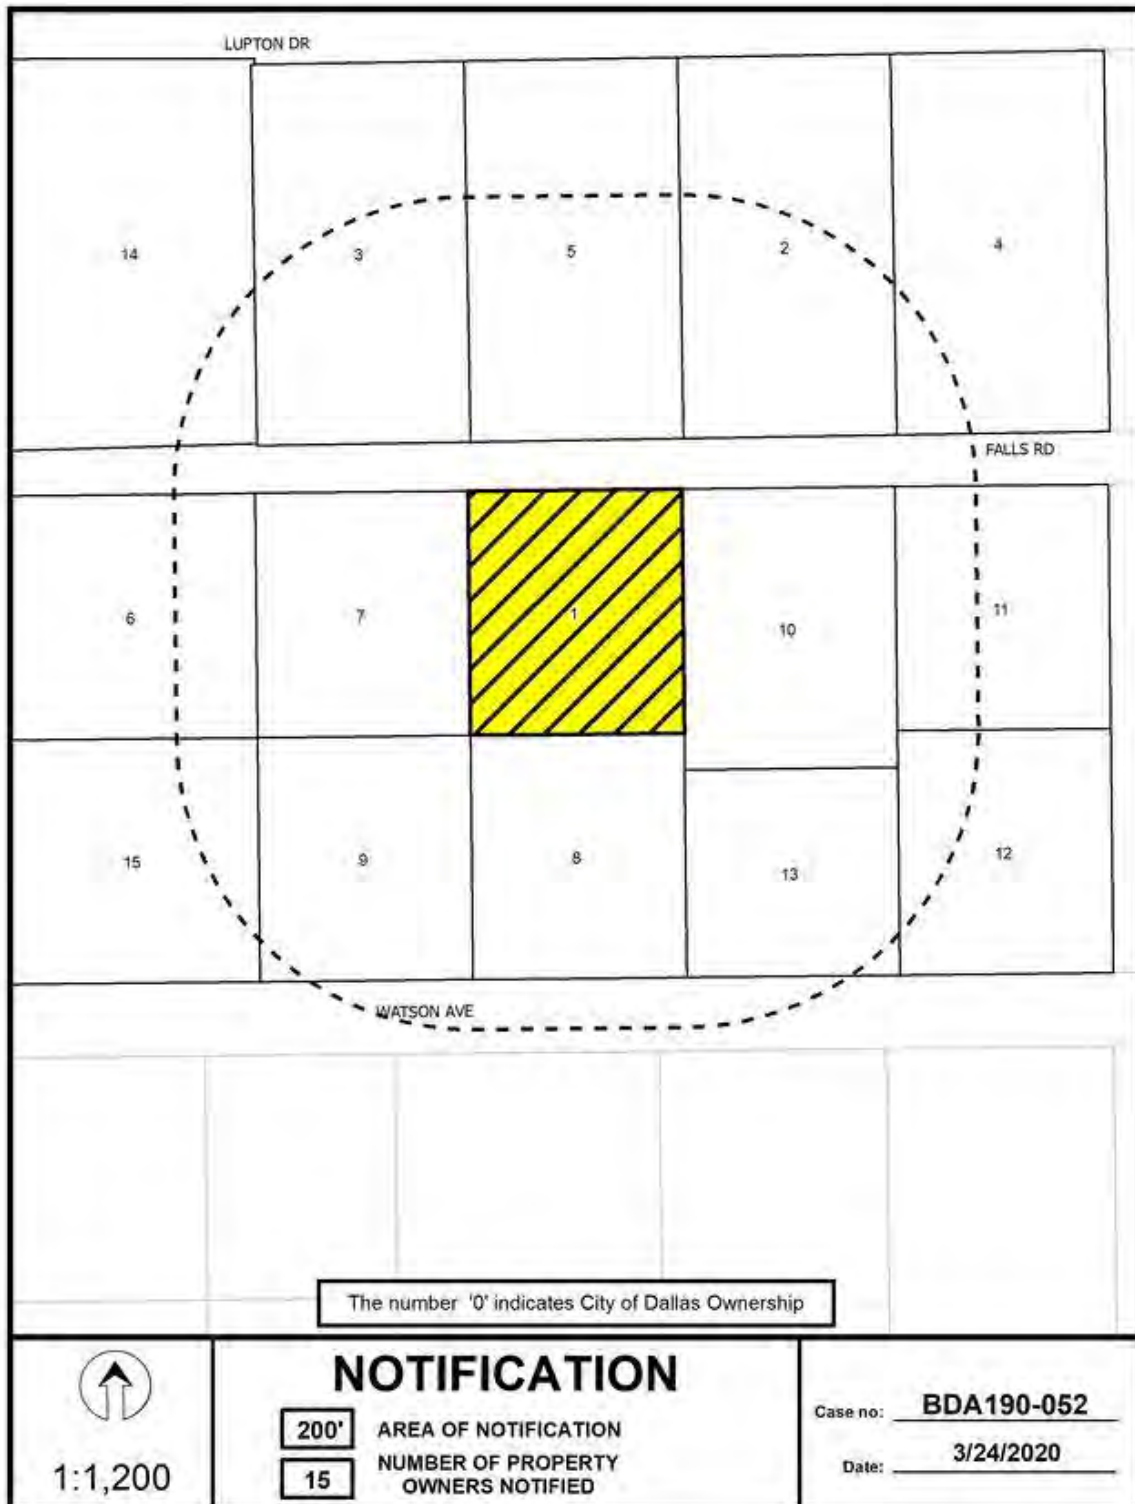 LUPTON DR
14
3
5
2
4
FALLS RD
6
7
1
10
11
15
9
8
13
12
WATSON AVE
The number '0' indicates City of Dallas Ownership
1:1,200
NOTIFICATION
200' AREA OF NOTIFICATION
15 NUMBER OF PROPERTY
OWNERS NOTIFIED
Case no: BDA190-052
Date: 3/24/2020